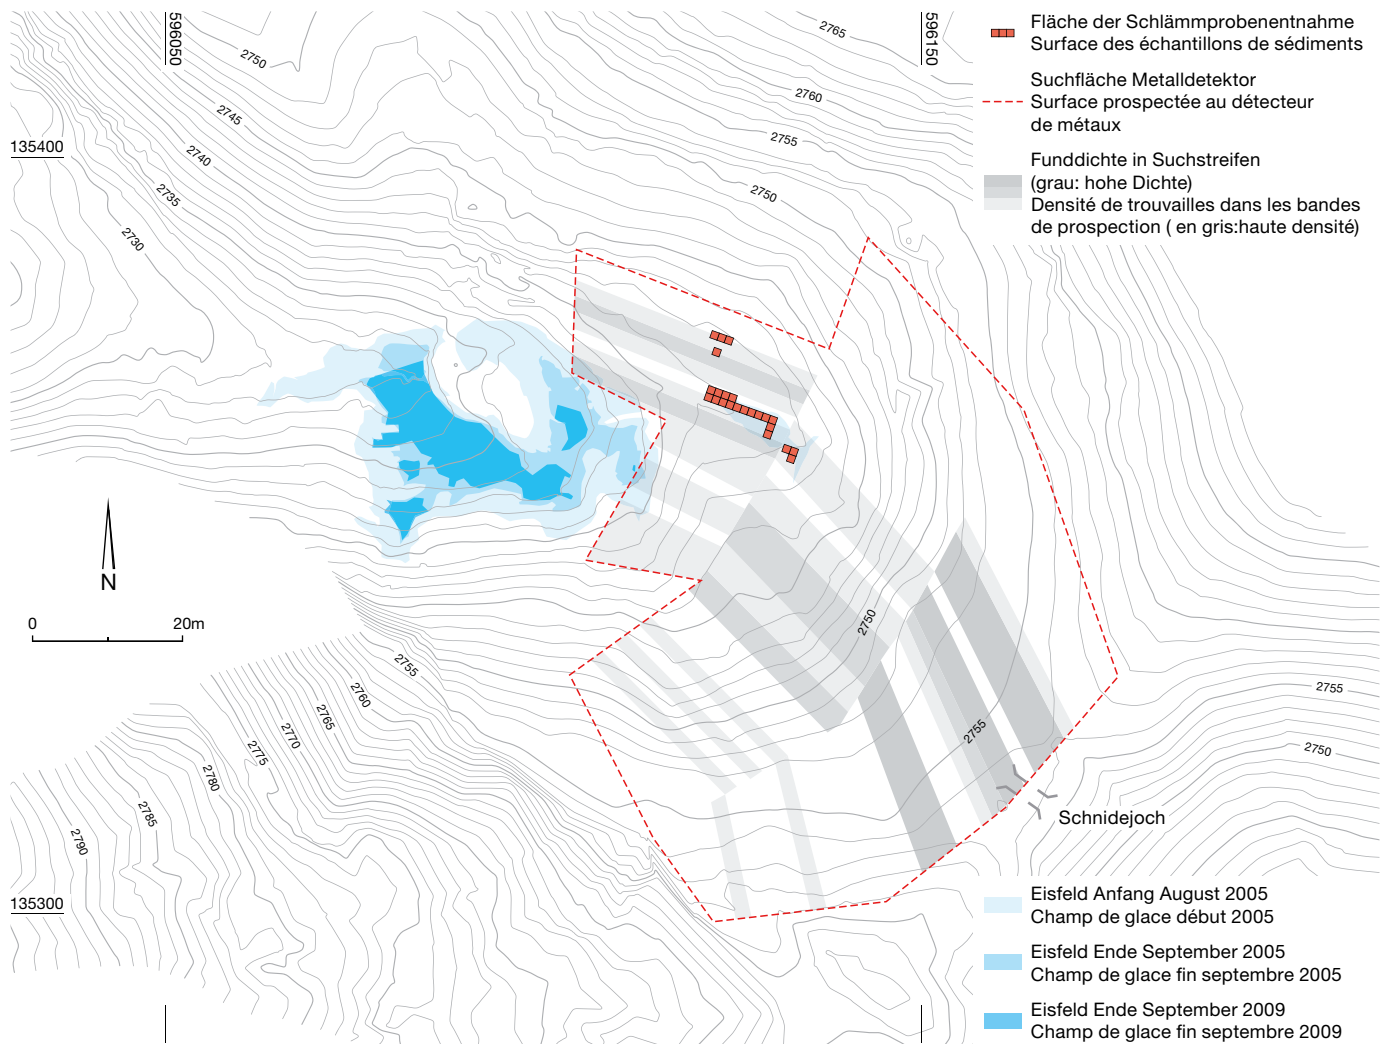 596050
596150
2765
2750
2760
2745
2755
2740
2750
2735
2730
135400
Fläche der Schlämmprobenentnahme
Surface des échantillons de sédiments
Suchfläche Metalldetektor
Surface prospectée au détecteur
de métaux
Funddichte in Suchstreifen
(grau: hohe Dichte)
Densité de trouvailles dans les bandes
de prospection ( en gris:haute densité)
N
0 20m
2750
2755
2760
2765
2770
2775
2780
2785
2790
2755
2755
2750
Schnidejoch
135300
Eisfeld Anfang August 2005
Champ de glace début 2005
Eisfeld Ende September 2005
Champ de glace fin septembre 2005
Eisfeld Ende September 2009
Champ de glace fin septembre 2009